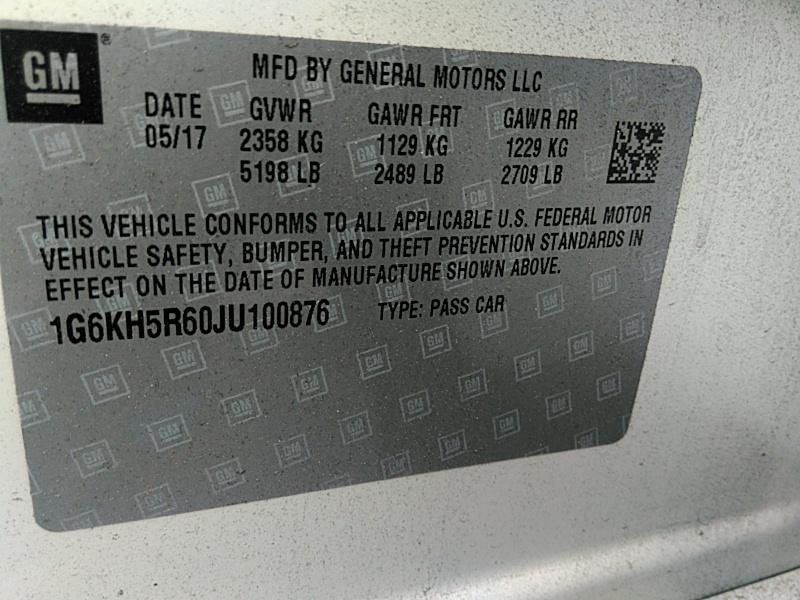 GM®
MFD BY GENERAL MOTORS LLC
DATE GVWR GAWR FRT GAWR RR
05/17 2358 KG 1129 KG 1229 KG
5198 LB 2489 LB 2709 LB
THIS VEHICLE CONFORMS TO ALL APPLICABLE U.S. FEDERAL MOTOR
VEHICLE SAFETY, BUMPER, AND THEFT PREVENTION STANDARDS IN
EFFECT ON THE DATE OF MANUFACTURE SHOWN ABOVE.
1G6KH5R60JU100876 TYPE: PASS CAR